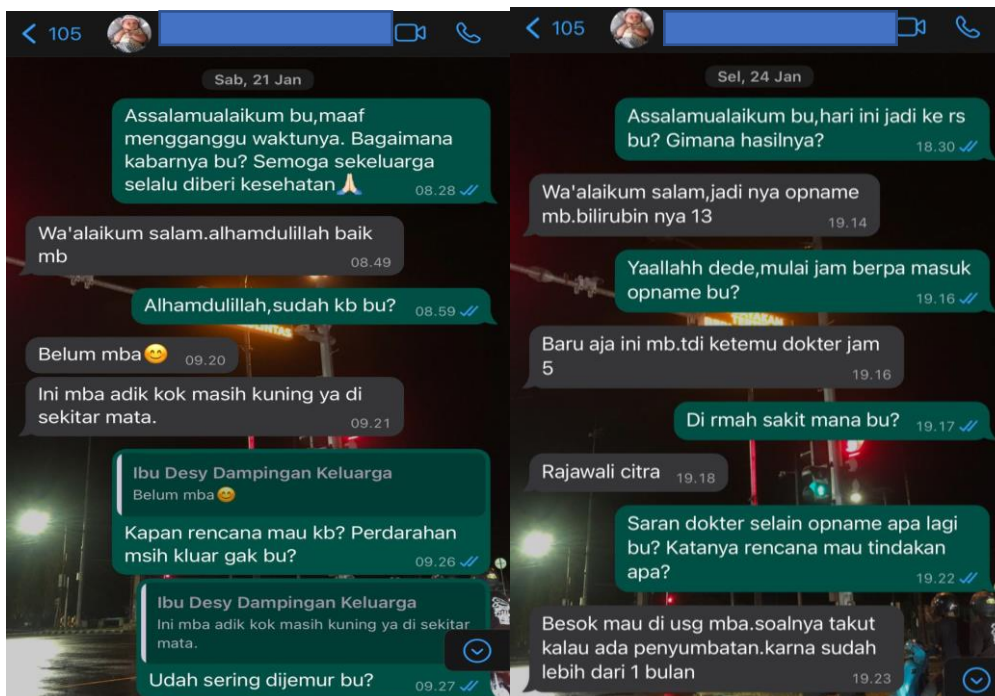 105
Sab, 21 Jan
Assalamualaikum bu,maaf
mengganggu waktunya. Bagaimana
kabarnya bu? Semoga sekeluarga
selalu diberi kesehatan🙏🏻
08.28
Wa'alaikum salam.alhamdulillah baik
mb
08.49
Alhamdulillah,sudah kb bu?
08.59
Belum mba😊
09.20
Ini mba adik kok masih kuning ya di
sekitar mata.
09.21
Ibu Desy Dampingan Keluarga
Belum mba😊
Kapan rencana mau kb? Perdarahan
msih kluar gak bu?
09.26
Ibu Desy Dampingan Keluarga
Ini mba adik kok masih kuning ya di sekitar
mata.
Udah sering dijemur bu?
09.27
105
Sel, 24 Jan
Assalamualaikum bu,hari ini jadi ke rs
bu? Gimana hasilnya?
18.30
Wa'alaikum salam,jadi nya opname
mb.bilirubin nya 13
19.14
Yaallahh dede,mulai jam berpa masuk
opname bu?
19.16
Baru aja ini mb.tdi ketemu dokter jam
5
19.16
Di rmah sakit mana bu?
19.17
Rajawali citra
19.18
Saran dokter selain opname apa lagi
bu? Katanya rencana mau tindakan
apa?
19.22
Besok mau di usg mba.soalnya takut
kalau ada penyumbatan.karna sudah
lebih dari 1 bulan
19.23